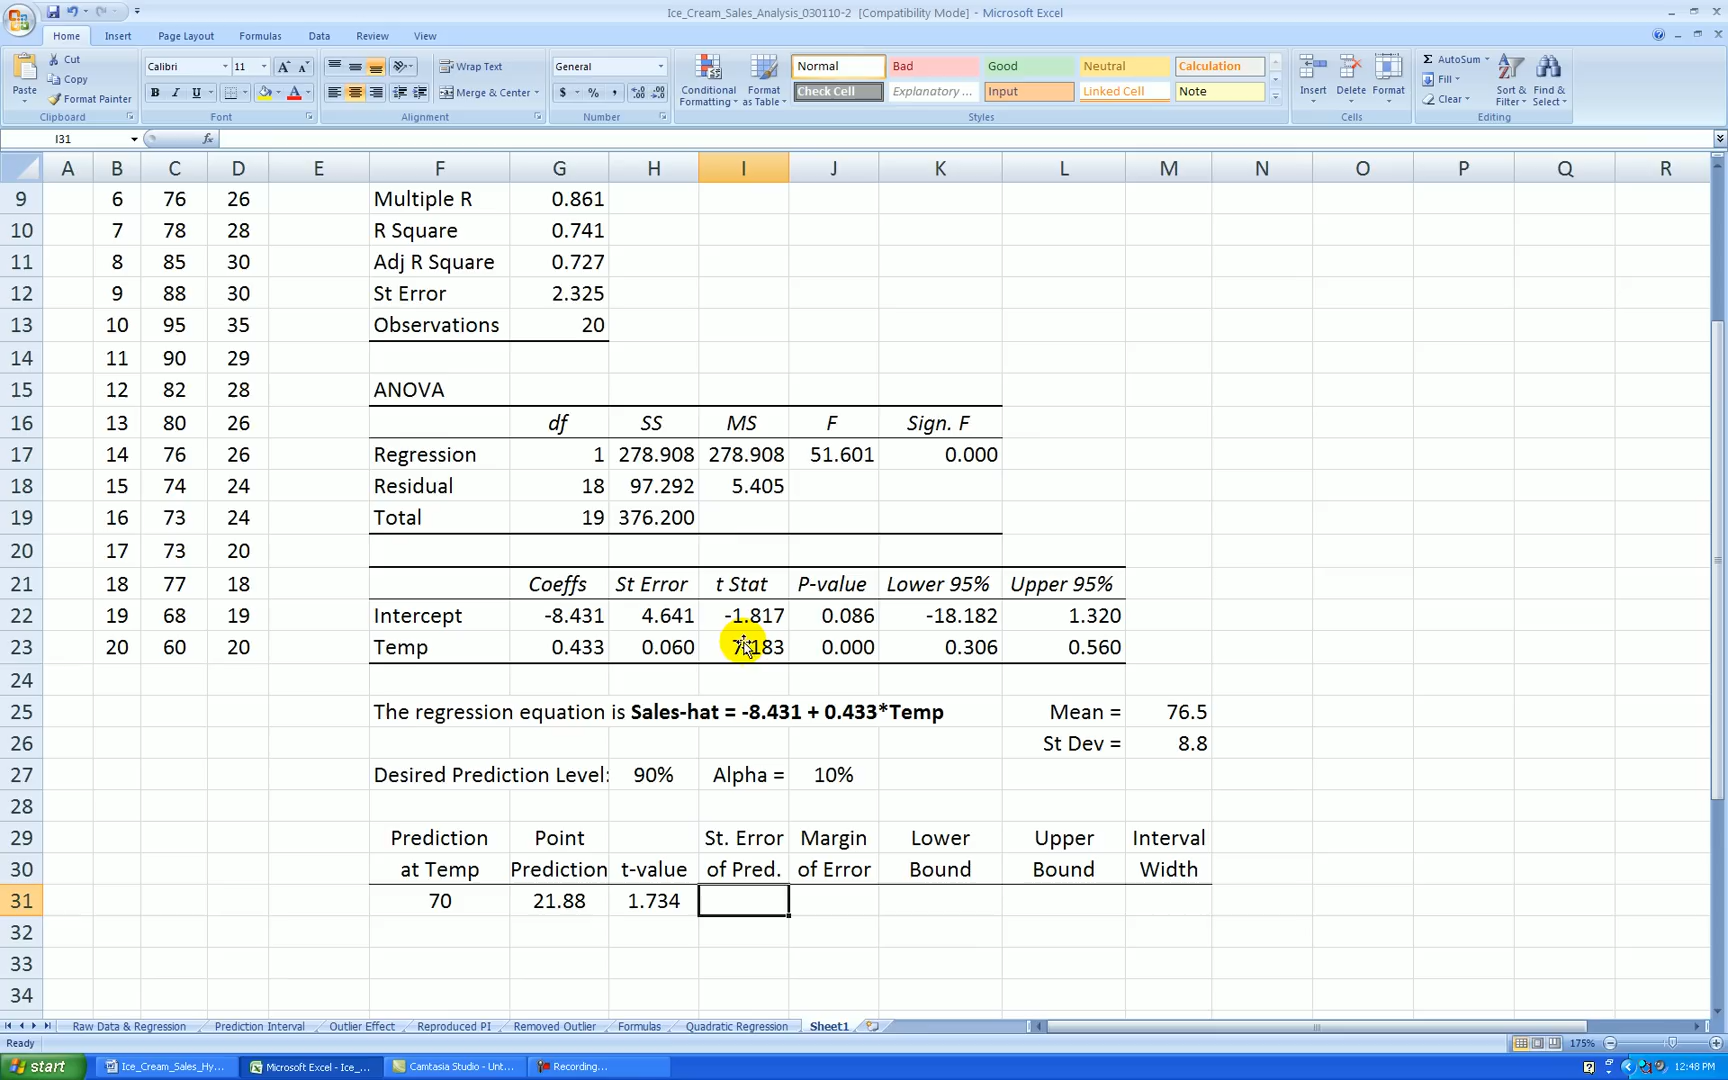 Ice_Cream_Sales_Analysis_030110-2 [Compatibility Mode] - Microsoft Excel
Home Insert Page Layout Formulas Data Review View
Paste Cut Copy Format Painter Clipboard
Calibri 11 A A B I U A Font
Wrap Text Merge & Center Alignment
General $ % , Number
Conditional Formatting Format as Table
Normal Bad Good Neutral Calculation
Check Cell Explanatory ... Input Linked Cell Note
Styles
Insert Delete Format Cells
Σ AutoSum Fill Clear Sort & Filter Find & Select Editing
I31 fx
A B C D E F G H I J K L M N O P Q R
9 6 76 26 Multiple R 0.861
10 7 78 28 R Square 0.741
11 8 85 30 Adj R Square 0.727
12 9 88 30 St Error 2.325
13 10 95 35 Observations 20
14 11 90 29
15 12 82 28 ANOVA
16 13 80 26 df SS MS F Sign. F
17 14 76 26 Regression 1 278.908 278.908 51.601 0.000
18 15 74 24 Residual 18 97.292 5.405
19 16 73 24 Total 19 376.200
20 17 73 20
21 18 77 18 Coeffs St Error t Stat P-value Lower 95% Upper 95%
22 19 68 19 Intercept -8.431 4.641 -1.817 0.086 -18.182 1.320
23 20 60 20 Temp 0.433 0.060 7.183 0.000 0.306 0.560
24
25 The regression equation is Sales-hat = -8.431 + 0.433*Temp Mean = 76.5
26 St Dev = 8.8
27 Desired Prediction Level: 90% Alpha = 10%
28
29 Prediction Point St. Error Margin Lower Upper Interval
30 at Temp Prediction t-value of Pred. of Error Bound Bound Width
31 70 21.88 1.734
32
33
34
Raw Data & Regression Prediction Interval Outlier Effect Reproduced PI Removed Outlier Formulas Quadratic Regression Sheet1
Ready 175%
start Ice_Cream_Sales_Hy... Microsoft Excel - Ice_... Camtasia Studio - Unt... Recording... 12:48 PM